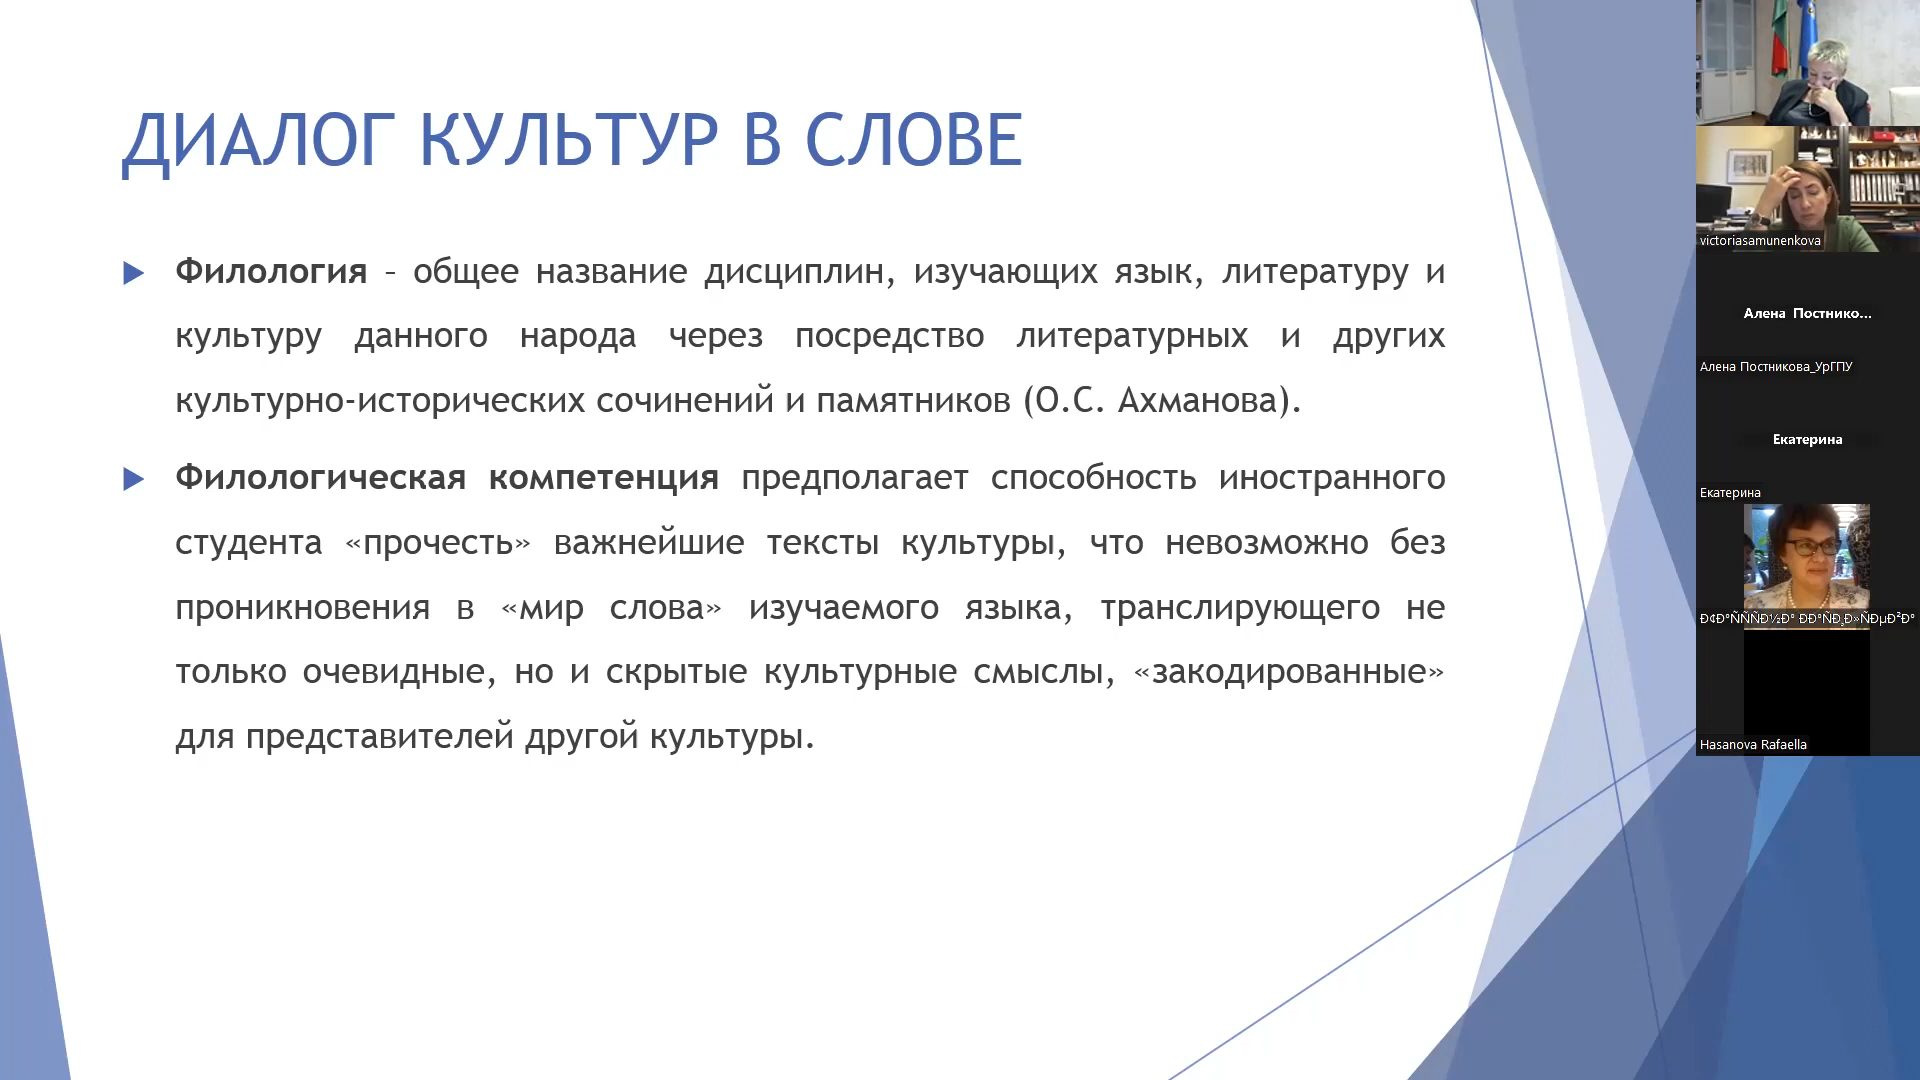 ДИАЛОГ КУЛЬТУР В СЛОВЕ
Филология – общее название дисциплин, изучающих язык, литературу и
культуру данного народа через посредство литературных и других
культурно-исторических сочинений и памятников (О.С. Ахманова).
Филологическая компетенция предполагает способность иностранного
студента «прочесть» важнейшие тексты культуры, что невозможно без
проникновения в «мир слова» изучаемого языка, транслирующего не
только очевидные, но и скрытые культурные смыслы, «закодированные»
для представителей другой культуры.
victoriasamunenkova
Алена Постнико...
Алена Постникова_УрГПУ
Екатерина
Екатерина
Hasanova Rafaella